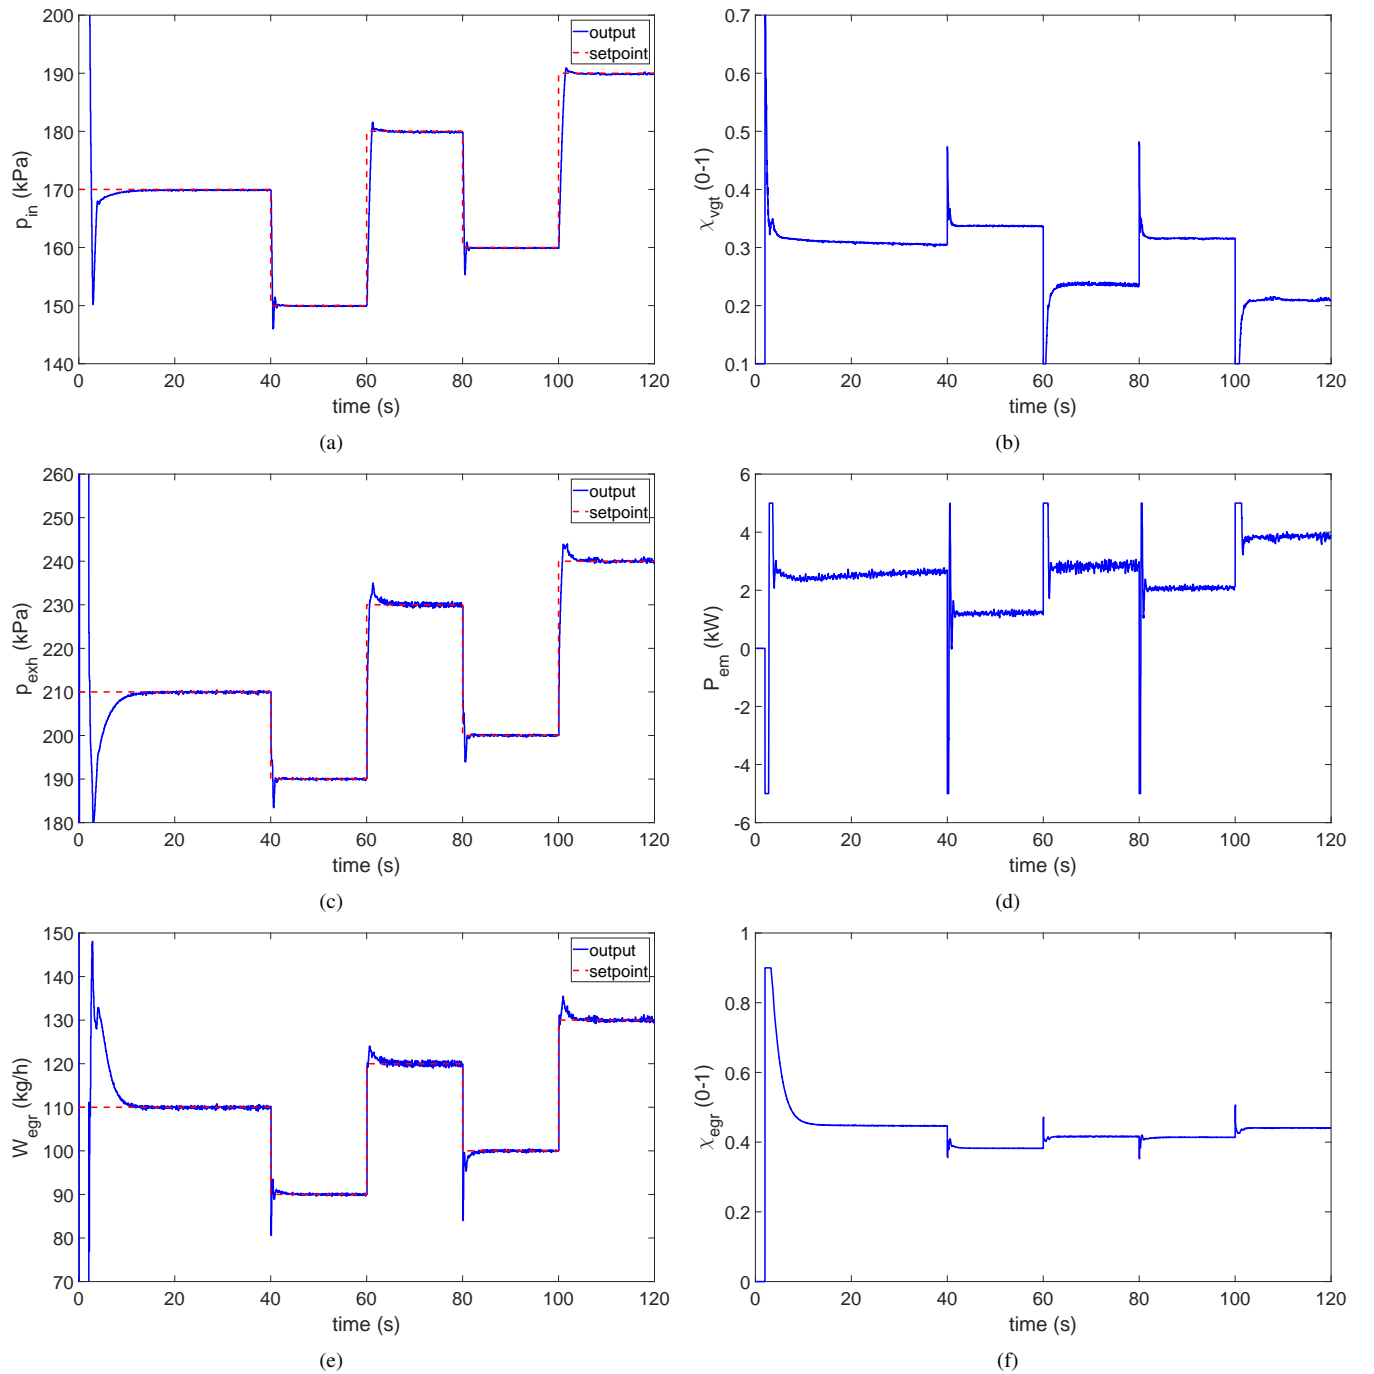 200
190
180
170
160
150
140
p_in (kPa)
output
setpoint
0 20 40 60 80 100 120
time (s)
(a)
0.7
0.6
0.5
0.4
0.3
0.2
0.1
χ_vgt (0-1)
0 20 40 60 80 100 120
time (s)
(b)
260
250
240
230
220
210
200
190
180
p_exh (kPa)
output
setpoint
0 20 40 60 80 100 120
time (s)
(c)
6
4
2
0
-2
-4
-6
P_em (kW)
0 20 40 60 80 100 120
time (s)
(d)
150
140
130
120
110
100
90
80
70
W_egr (kg/h)
output
setpoint
0 20 40 60 80 100 120
time (s)
(e)
1
0.8
0.6
0.4
0.2
0
χ_egr (0-1)
0 20 40 60 80 100 120
time (s)
(f)